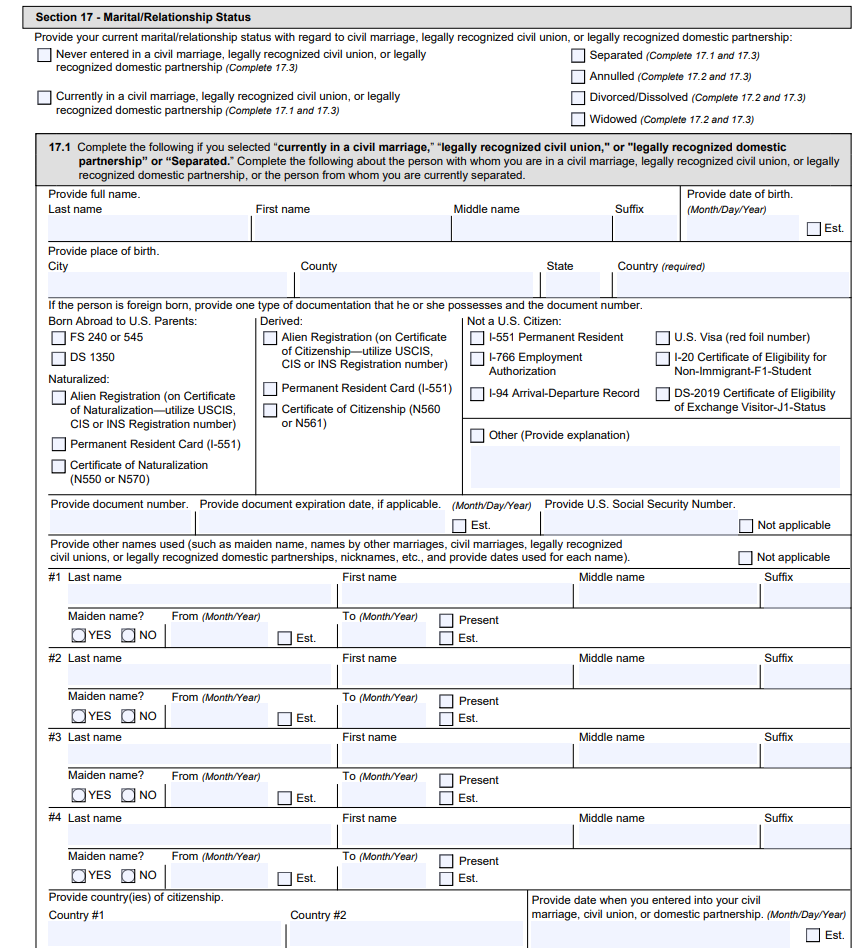 Section 17 - Marital/Relationship Status
Provide your current marital/relationship status with regard to civil marriage, legally recognized civil union, or legally recognized domestic partnership:
Never entered in a civil marriage, legally recognized civil union, or legally
recognized domestic partnership (Complete 17.3)
Currently in a civil marriage, legally recognized civil union, or legally
recognized domestic partnership (Complete 17.1 and 17.3)
Separated (Complete 17.1 and 17.3)
Annulled (Complete 17.2 and 17.3)
Divorced/Dissolved (Complete 17.2 and 17.3)
Widowed (Complete 17.2 and 17.3)
17.1 Complete the following if you selected “currently in a civil marriage,” “legally recognized civil union," or "legally recognized domestic
partnership” or “Separated.” Complete the following about the person with whom you are in a civil marriage, legally recognized civil union, or legally
recognized domestic partnership, or the person from whom you are currently separated.
Provide full name.
Last name First name Middle name Suffix
Provide date of birth.
(Month/Day/Year)
Est.
Provide place of birth.
City County State Country (required)
If the person is foreign born, provide one type of documentation that he or she possesses and the document number.
Born Abroad to U.S. Parents:
FS 240 or 545
DS 1350
Naturalized:
Alien Registration (on Certificate
of Naturalization—utilize USCIS,
CIS or INS Registration number)
Permanent Resident Card (I-551)
Certificate of Naturalization
(N550 or N570)
Derived:
Alien Registration (on Certificate
of Citizenship—utilize USCIS,
CIS or INS Registration number)
Permanent Resident Card (I-551)
Certificate of Citizenship (N560
or N561)
Not a U.S. Citizen:
I-551 Permanent Resident
I-766 Employment
Authorization
I-94 Arrival-Departure Record
U.S. Visa (red foil number)
I-20 Certificate of Eligibility for
Non-Immigrant-F1-Student
DS-2019 Certificate of Eligibility
of Exchange Visitor-J1-Status
Other (Provide explanation)
Provide document number. Provide document expiration date, if applicable. (Month/Day/Year) Provide U.S. Social Security Number.
Est. Not applicable
Provide other names used (such as maiden name, names by other marriages, civil marriages, legally recognized
civil unions, or legally recognized domestic partnerships, nicknames, etc., and provide dates used for each name).
Not applicable
#1 Last name First name Middle name Suffix
Maiden name? From (Month/Year) To (Month/Year) Present
YES NO Est. Est.
#2 Last name First name Middle name Suffix
Maiden name? From (Month/Year) To (Month/Year) Present
YES NO Est. Est.
#3 Last name First name Middle name Suffix
Maiden name? From (Month/Year) To (Month/Year) Present
YES NO Est. Est.
#4 Last name First name Middle name Suffix
Maiden name? From (Month/Year) To (Month/Year) Present
YES NO Est. Est.
Provide country(ies) of citizenship.
Country #1 Country #2
Provide date when you entered into your civil
marriage, civil union, or domestic partnership. (Month/Day/Year)
Est.